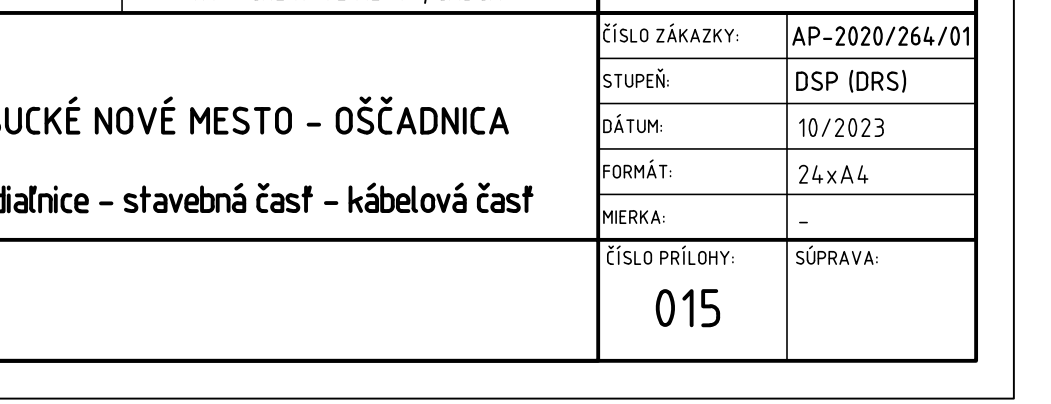 ČÍSLO ZÁKAZKY: AP-2020/264/01
STUPEŇ: DSP (DRS)
NOVÉ MESTO - OŠČADNICA
DÁTUM: 10/2023
FORMÁT: 24xA4
diaľnice - stavebná časť - kábelová časť
MIERKA: -
ČÍSLO PRÍLOHY: SÚPRAVA:
015